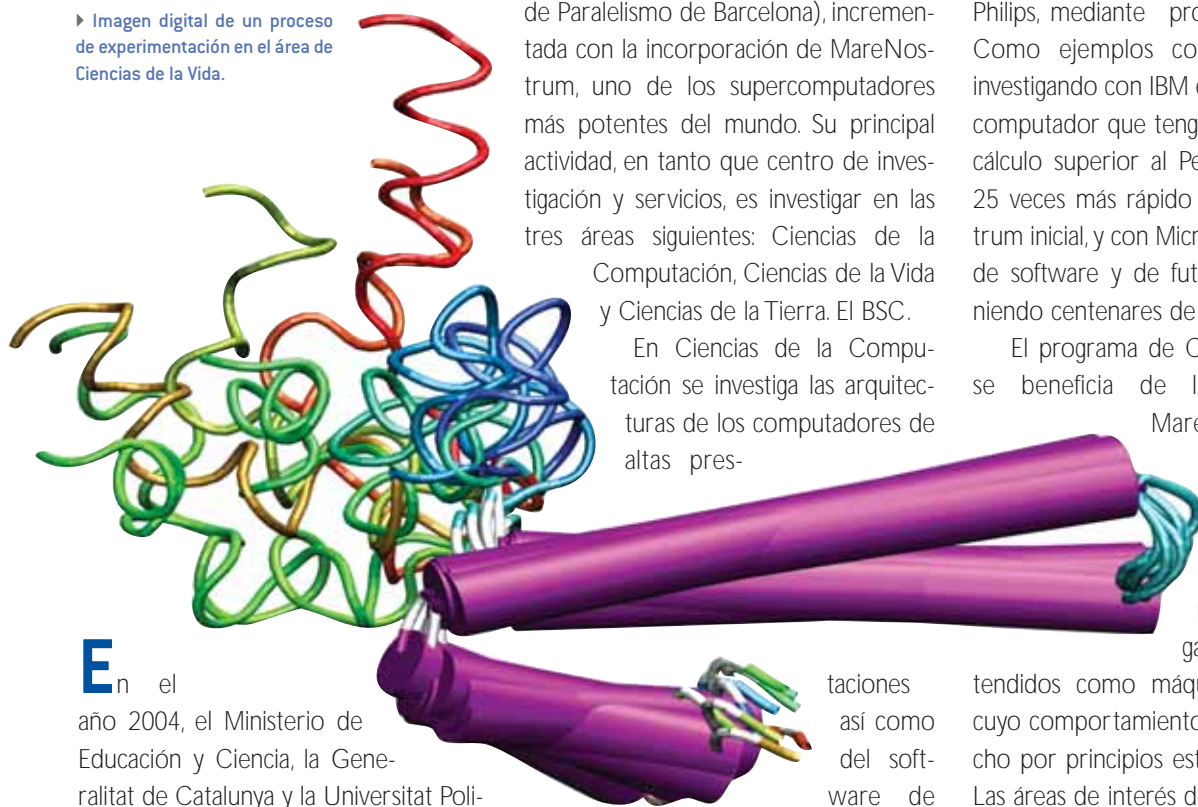 ▸ Imagen digital de un proceso
de experimentación en el área de
Ciencias de la Vida.
En el
año 2004, el Ministerio de
Educación y Ciencia, la Gene-
ralitat de Catalunya y la Universitat Poli-
de Paralelismo de Barcelona), incremen-
tada con la incorporación de MareNos-
trum, uno de los supercomputadores
más potentes del mundo. Su principal
actividad, en tanto que centro de inves-
tigación y servicios, es investigar en las
tres áreas siguientes: Ciencias de la
Computación, Ciencias de la Vida
y Ciencias de la Tierra. El BSC.
En Ciencias de la Compu-
tación se investiga las arquitec-
turas de los computadores de
altas pres-
taciones
así como
del soft-
ware de
Philips, mediante pro
Como ejemplos co
investigando con IBM e
computador que teng
cálculo superior al Pe
25 veces más rápido
trum inicial, y con Micr
de software y de fut
niendo centenares de
El programa de C
se beneficia de l
Mare
ga
tendidos como máqu
cuyo comportamiento
cho por principios est
Las áreas de interés d